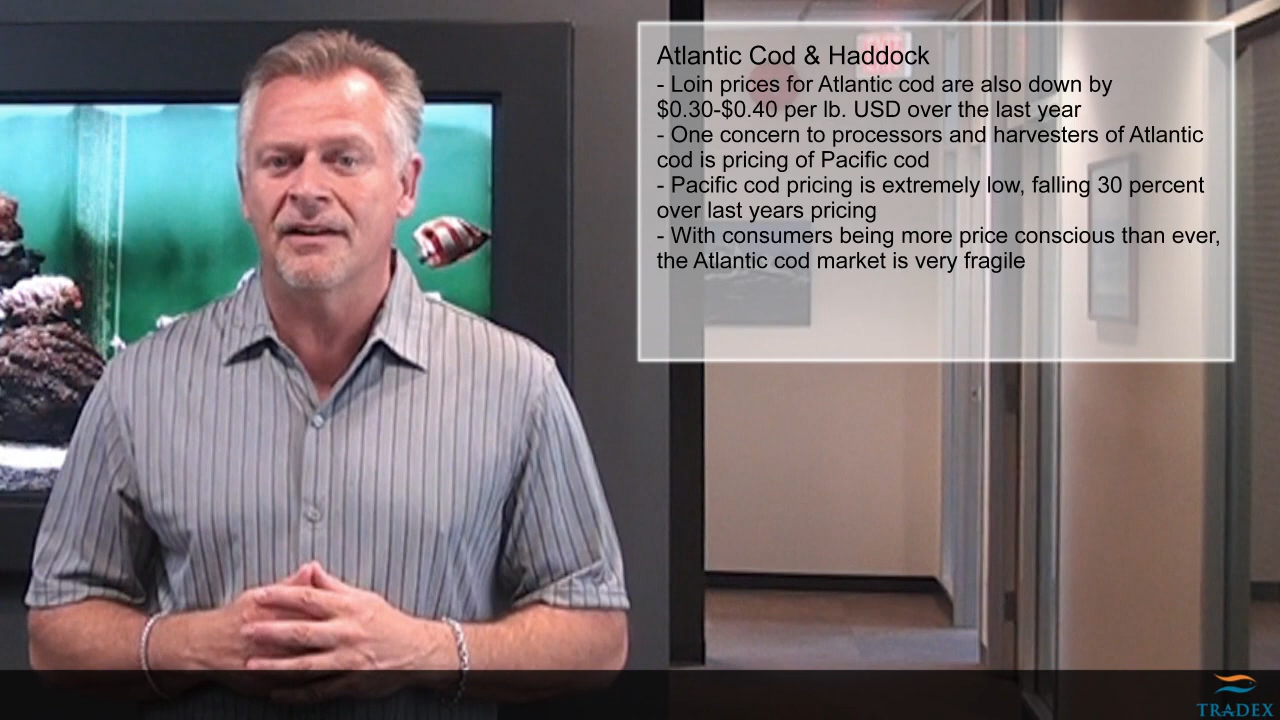 EXIT
Atlantic Cod & Haddock
- Loin prices for Atlantic cod are also down by
$0.30-$0.40 per lb. USD over the last year
- One concern to processors and harvesters of Atlantic
cod is pricing of Pacific cod
- Pacific cod pricing is extremely low, falling 30 percent
over last years pricing
- With consumers being more price conscious than ever,
the Atlantic cod market is very fragile
TRADEX